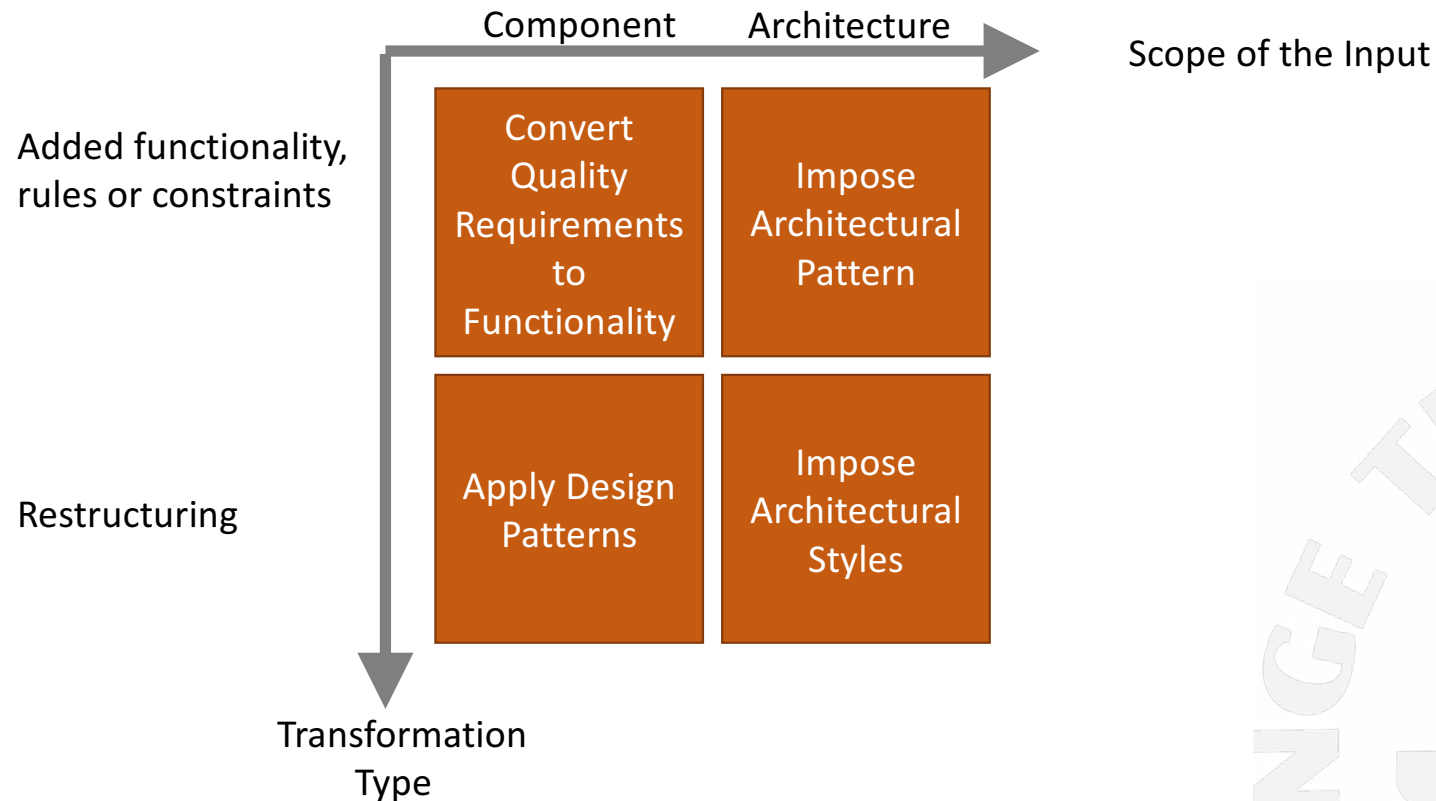 Component
Architecture
Scope of the Input
Added functionality,
rules or constraints
Convert
Quality
Requirements
to
Functionality
Impose
Architectural
Pattern
Restructuring
Apply Design
Patterns
Impose
Architectural
Styles
Transformation
Type